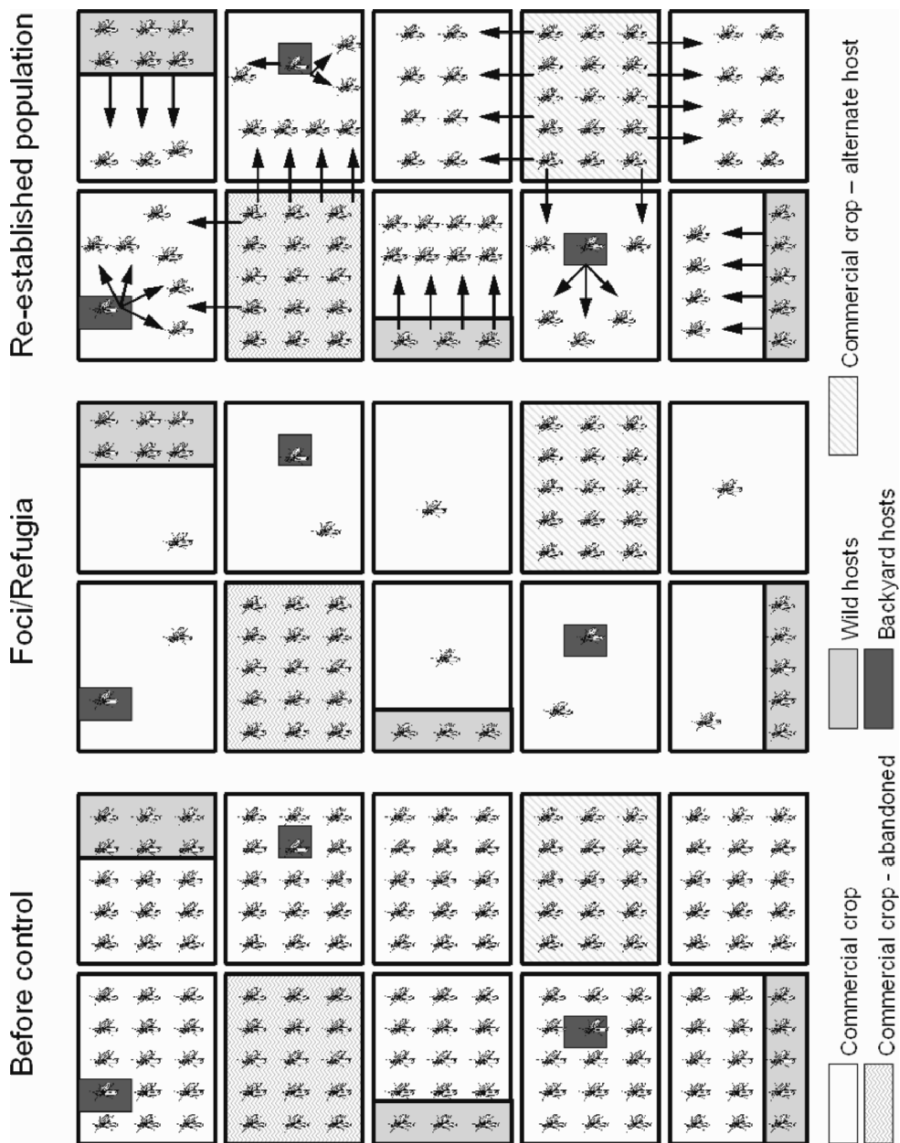 Before control
Foci/Refugia
Re-established population
Commercial crop
Wild hosts
Commercial crop – alternate host
Commercial crop - abandoned
Backyard hosts